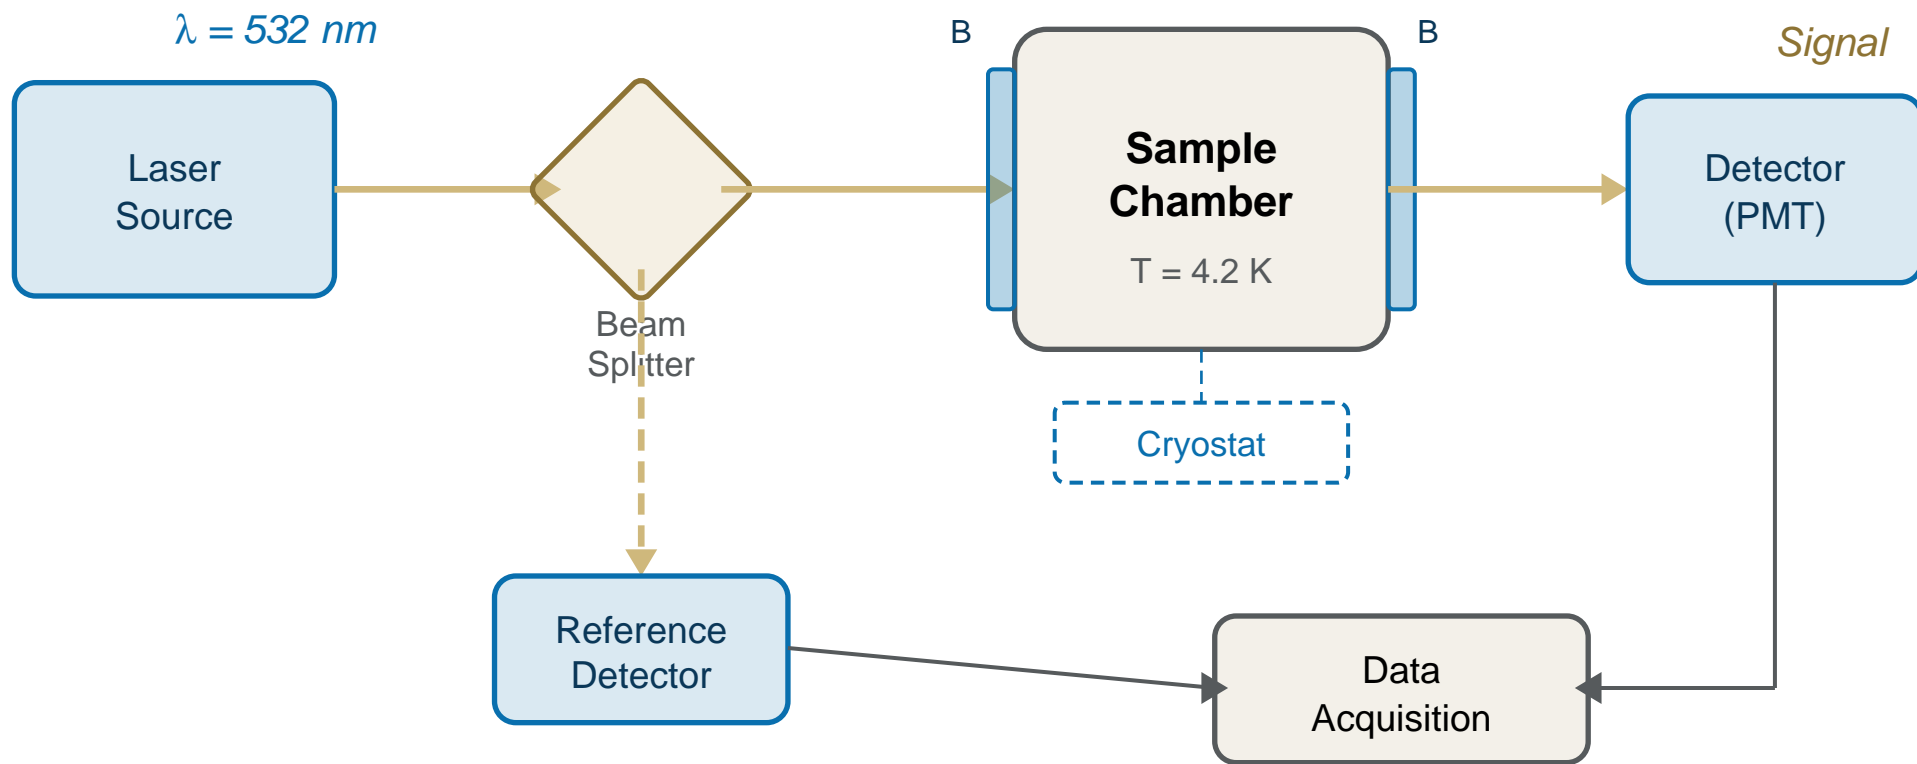 λ = 532 nm
B
B
Signal
Laser
Source
Sample
Chamber
T = 4.2 K
Detector
(PMT)
Beam
Splitter
Cryostat
Reference
Detector
Data
Acquisition